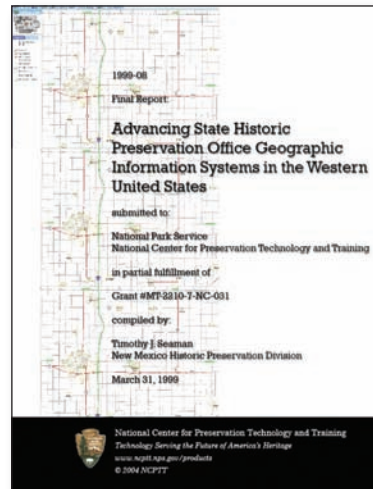 1999-08
Final Report:
Advancing State Historic
Preservation Office Geographic
Information Systems in the Western
United States
submitted to:
National Park Service
National Center for Preservation Technology and Training
in partial fulfillment of
Grant #MT-2210-7-NC-031
compiled by:
Timothy J. Seaman
New Mexico Historic Preservation Division
March 31, 1999
National Center for Preservation Technology and Training
Technology Serving the Future of America's Heritage
www.ncptt.nps.gov/products
© 2004 NCPTT